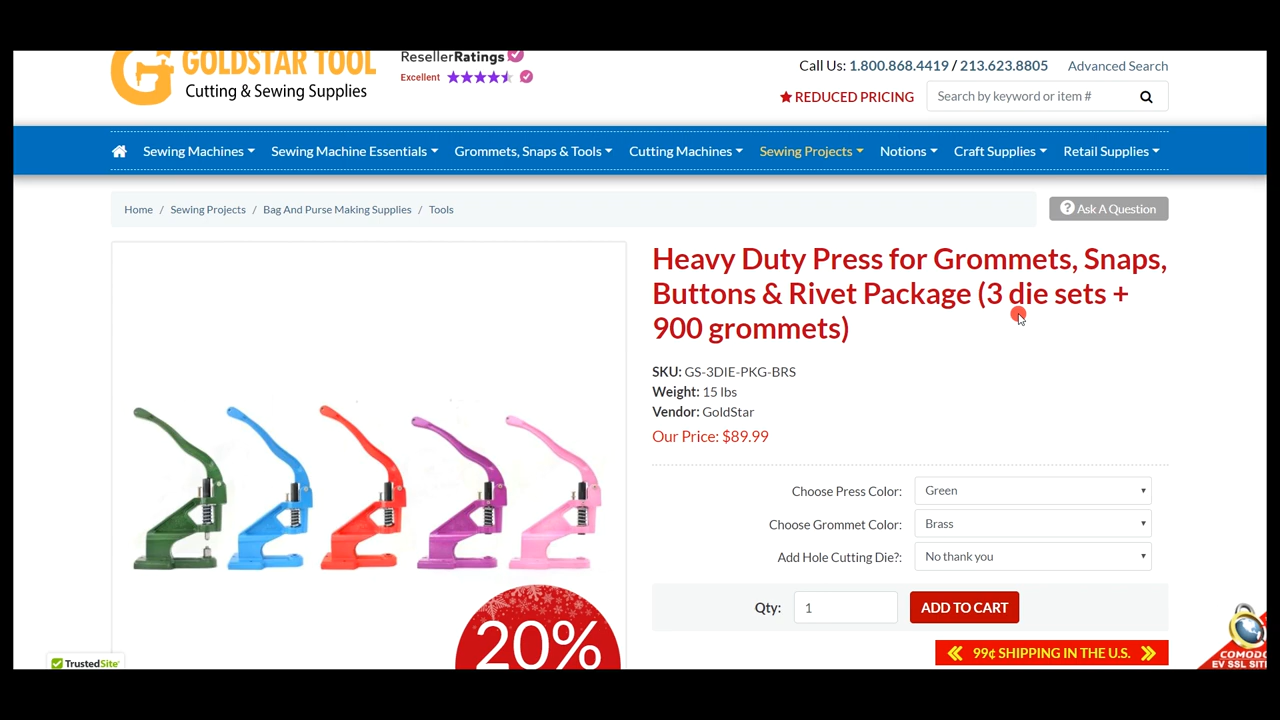 GOLDSTAR TOOL
Cutting & Sewing Supplies
ResellerRatings
Excellent
Call Us: 1.800.868.4419 / 213.623.8805
Advanced Search
REDUCED PRICING
Search by keyword or item #
Sewing Machines
Sewing Machine Essentials
Grommets, Snaps & Tools
Cutting Machines
Sewing Projects
Notions
Craft Supplies
Retail Supplies
Home / Sewing Projects / Bag And Purse Making Supplies / Tools
Ask A Question
Heavy Duty Press for Grommets, Snaps,
Buttons & Rivet Package (3 die sets +
900 grommets)
SKU: GS-3DIE-PKG-BRS
Weight: 15 lbs
Vendor: GoldStar
Our Price: $89.99
Choose Press Color: Green
Choose Grommet Color: Brass
Add Hole Cutting Die?: No thank you
Qty: 1 ADD TO CART
20%
99¢ SHIPPING IN THE U.S.
TrustedSite
COMODO
EV SSL SITE